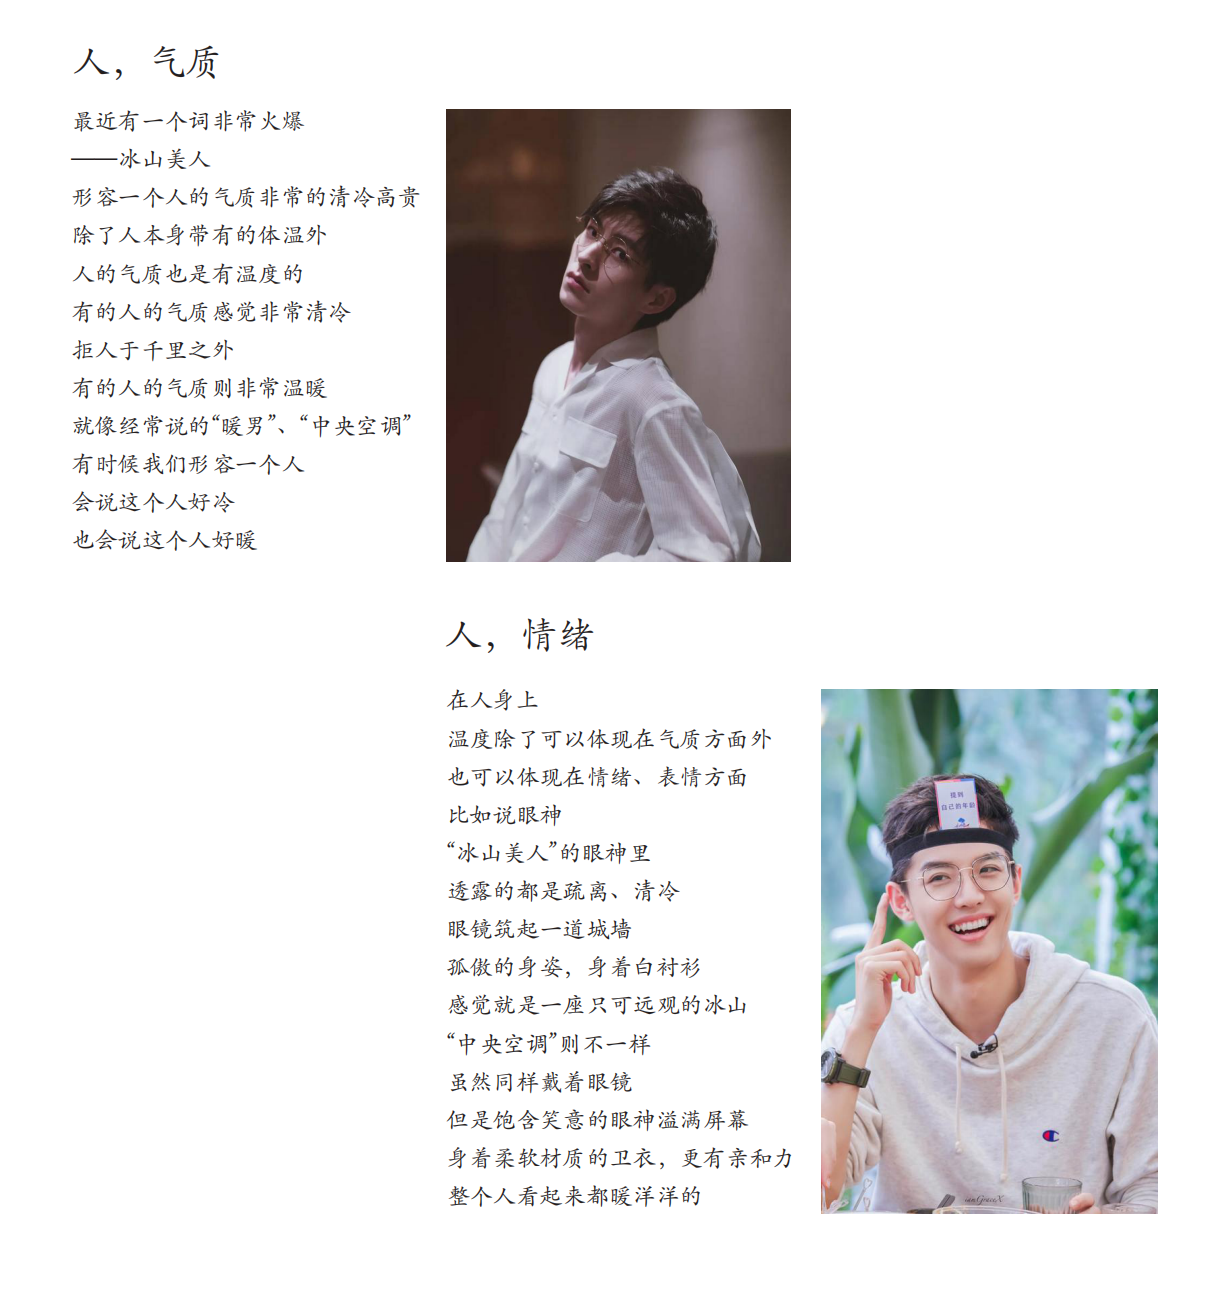 人，气质
最近有一个词非常火爆
——冰山美人
形容一个人的气质非常的清冷高贵
除了人本身带有的体温外
人的气质也是有温度的
有的人的气质感觉非常清冷
拒人于千里之外
有的人的气质则非常温暖
就像经常说的“暖男”、“中央空调”
有时候我们形容一个人
会说这个人好冷
也会说这个人好暖
人，情绪
在人身上
温度除了可以体现在气质方面外
也可以体现在情绪、表情方面
比如说眼神
“冰山美人”的眼神里
透露的都是疏离、清冷
眼镜筑起一道城墙
孤傲的身姿，身着白衬衫
感觉就是一座只可远观的冰山
“中央空调”则不一样
虽然同样戴着眼镜
但是饱含笑意的眼神溢满屏幕
身着柔软材质的卫衣，更有亲和力
整个人看起来都暖洋洋的
提到
自己的年龄